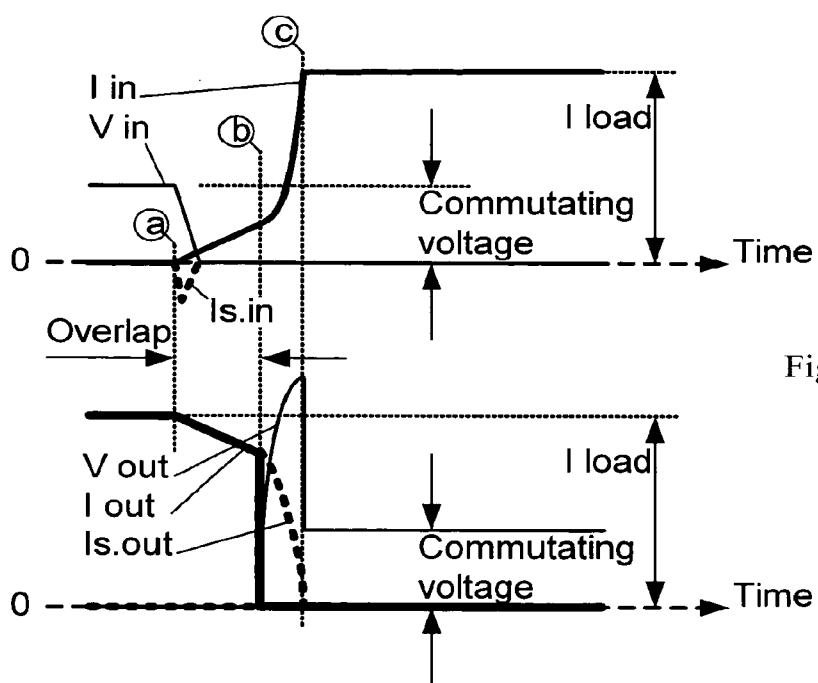 c
I in
V in
b
I load
a
Commutating
voltage
0
Time
Is.in
Overlap
Fig
V out
I out
Is.out
I load
Commutating
voltage
0
Time